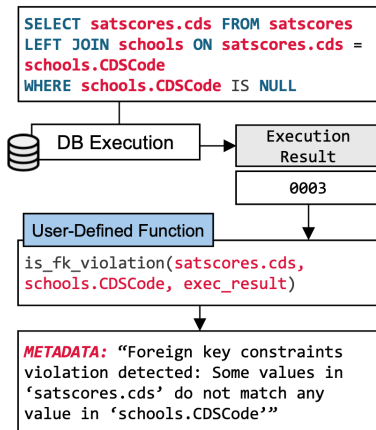 SELECT satscores.cds FROM satscores
LEFT JOIN schools ON satscores.cds =
schools.CDSCode
WHERE schools.CDSCode IS NULL
DB Execution
Execution
Result
0003
User-Defined Function
is_fk_violation(satscores.cds,
schools.CDSCode, exec_result)
METADATA: “Foreign key constraints
violation detected: Some values in
‘satscores.cds’ do not match any
value in ‘schools.CDSCode’”